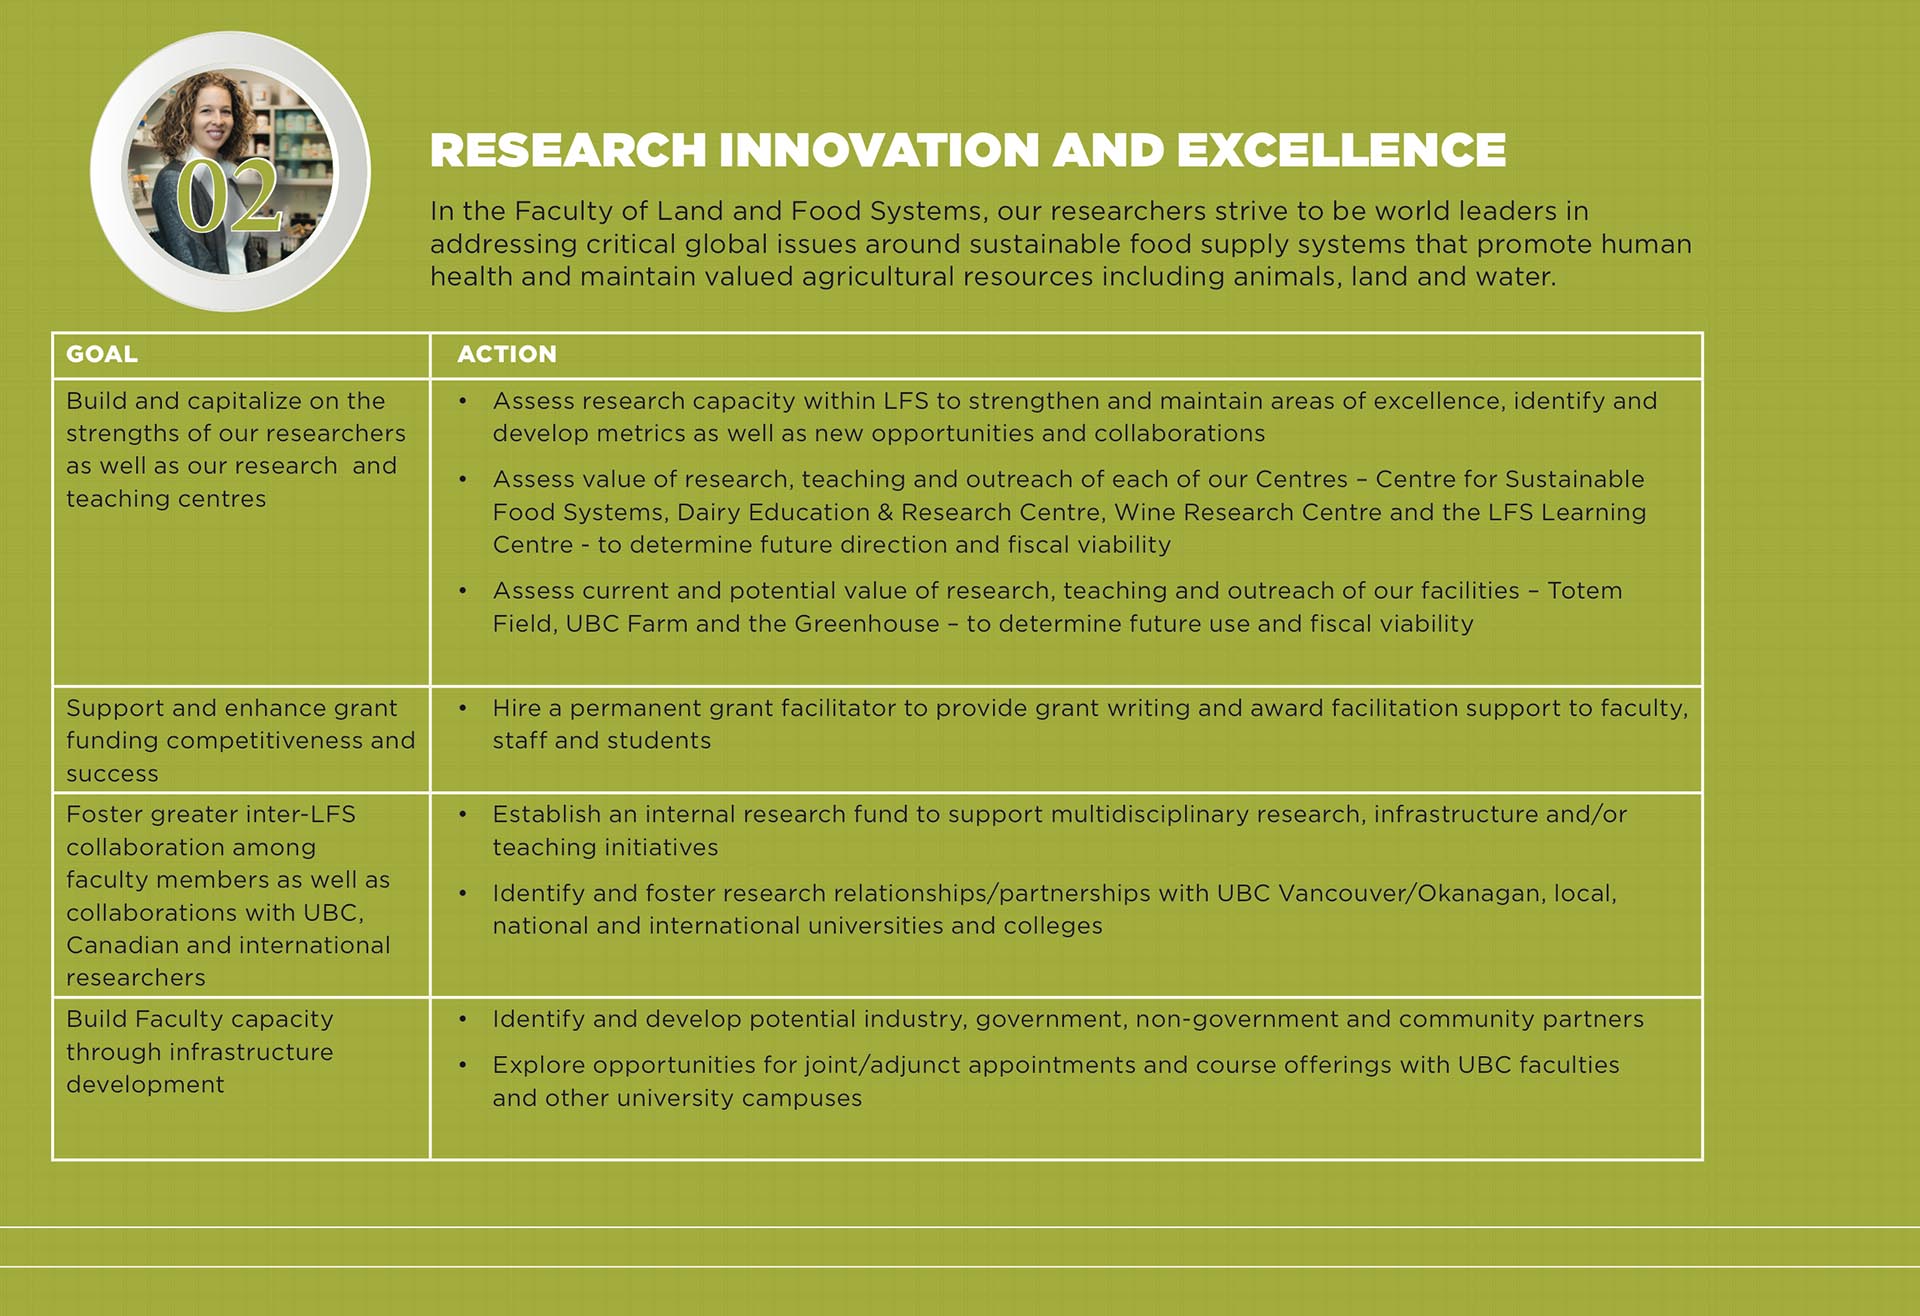 02
RESEARCH INNOVATION AND EXCELLENCE
In the Faculty of Land and Food Systems, our researchers strive to be world leaders in
addressing critical global issues around sustainable food supply systems that promote human
health and maintain valued agricultural resources including animals, land and water.
GOAL
ACTION
Build and capitalize on the
strengths of our researchers
as well as our research  and
teaching centres
• Assess research capacity within LFS to strengthen and maintain areas of excellence, identify and
develop metrics as well as new opportunities and collaborations
• Assess value of research, teaching and outreach of each of our Centres – Centre for Sustainable
Food Systems, Dairy Education & Research Centre, Wine Research Centre and the LFS Learning
Centre - to determine future direction and fiscal viability
• Assess current and potential value of research, teaching and outreach of our facilities – Totem
Field, UBC Farm and the Greenhouse – to determine future use and fiscal viability
Support and enhance grant
funding competitiveness and
success
• Hire a permanent grant facilitator to provide grant writing and award facilitation support to faculty,
staff and students
Foster greater inter-LFS
collaboration among
faculty members as well as
collaborations with UBC,
Canadian and international
researchers
• Establish an internal research fund to support multidisciplinary research, infrastructure and/or
teaching initiatives
• Identify and foster research relationships/partnerships with UBC Vancouver/Okanagan, local,
national and international universities and colleges
Build Faculty capacity
through infrastructure
development
• Identify and develop potential industry, government, non-government and community partners
• Explore opportunities for joint/adjunct appointments and course offerings with UBC faculties
and other university campuses